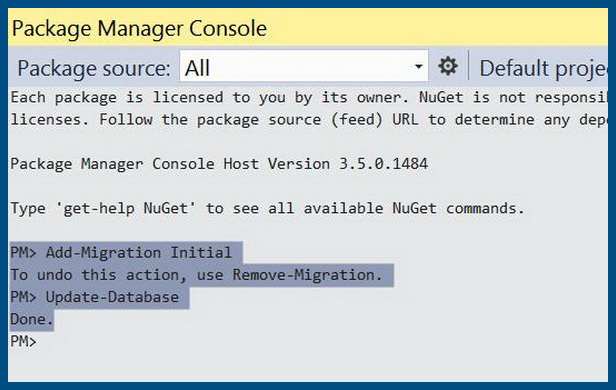 Package Manager Console
Package source: All Default
Each package is licensed to you by its owner. NuGet is not
licenses. Follow the package source (feed) URL to determine any
Package Manager Console Host Version 3.5.0.1484
Type 'get-help NuGet' to see all available NuGet commands.
PM> Add-Migration Initial
To undo this action, use Remove-Migration.
PM> Update-Database
Done.
PM>